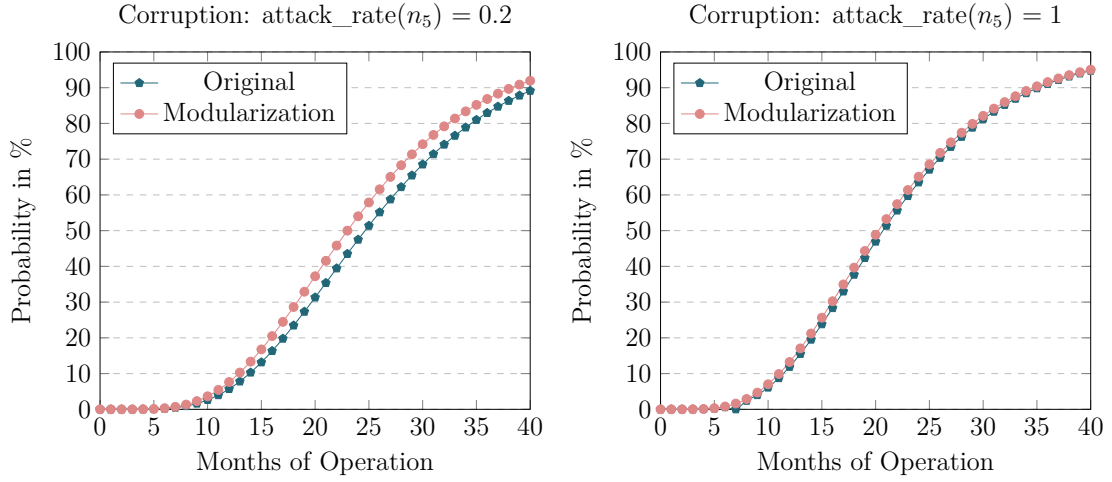 Corruption: attack_rate(n₅) = 0.2
100
90
80
70
60
50
40
30
20
10
0
Probability in %
Original
Modularization
0 5 10 15 20 25 30 35 40
Months of Operation
Corruption: attack_rate(n₅) = 1
100
90
80
70
60
50
40
30
20
10
0
Probability in %
Original
Modularization
0 5 10 15 20 25 30 35 40
Months of Operation